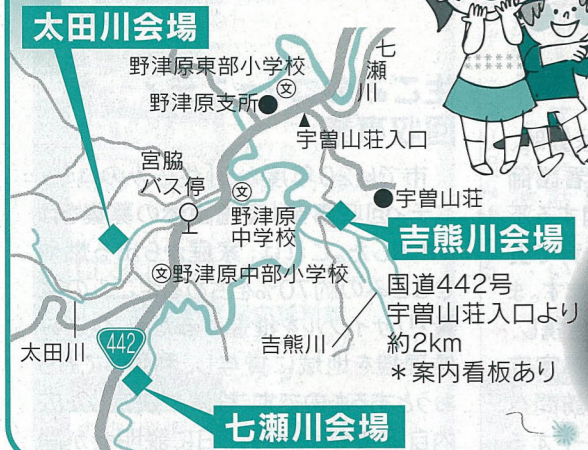 太田川会場
野津原東部小学校
文
野津原支所
七瀬川
宇曽山荘入口
宮脇
バス停
文
野津原
中学校
宇曽山荘
吉熊川会場
文野津原中部小学校
国道442号
宇曽山荘入口より
約2km
*案内看板あり
太田川
442
吉熊川
七瀬川会場